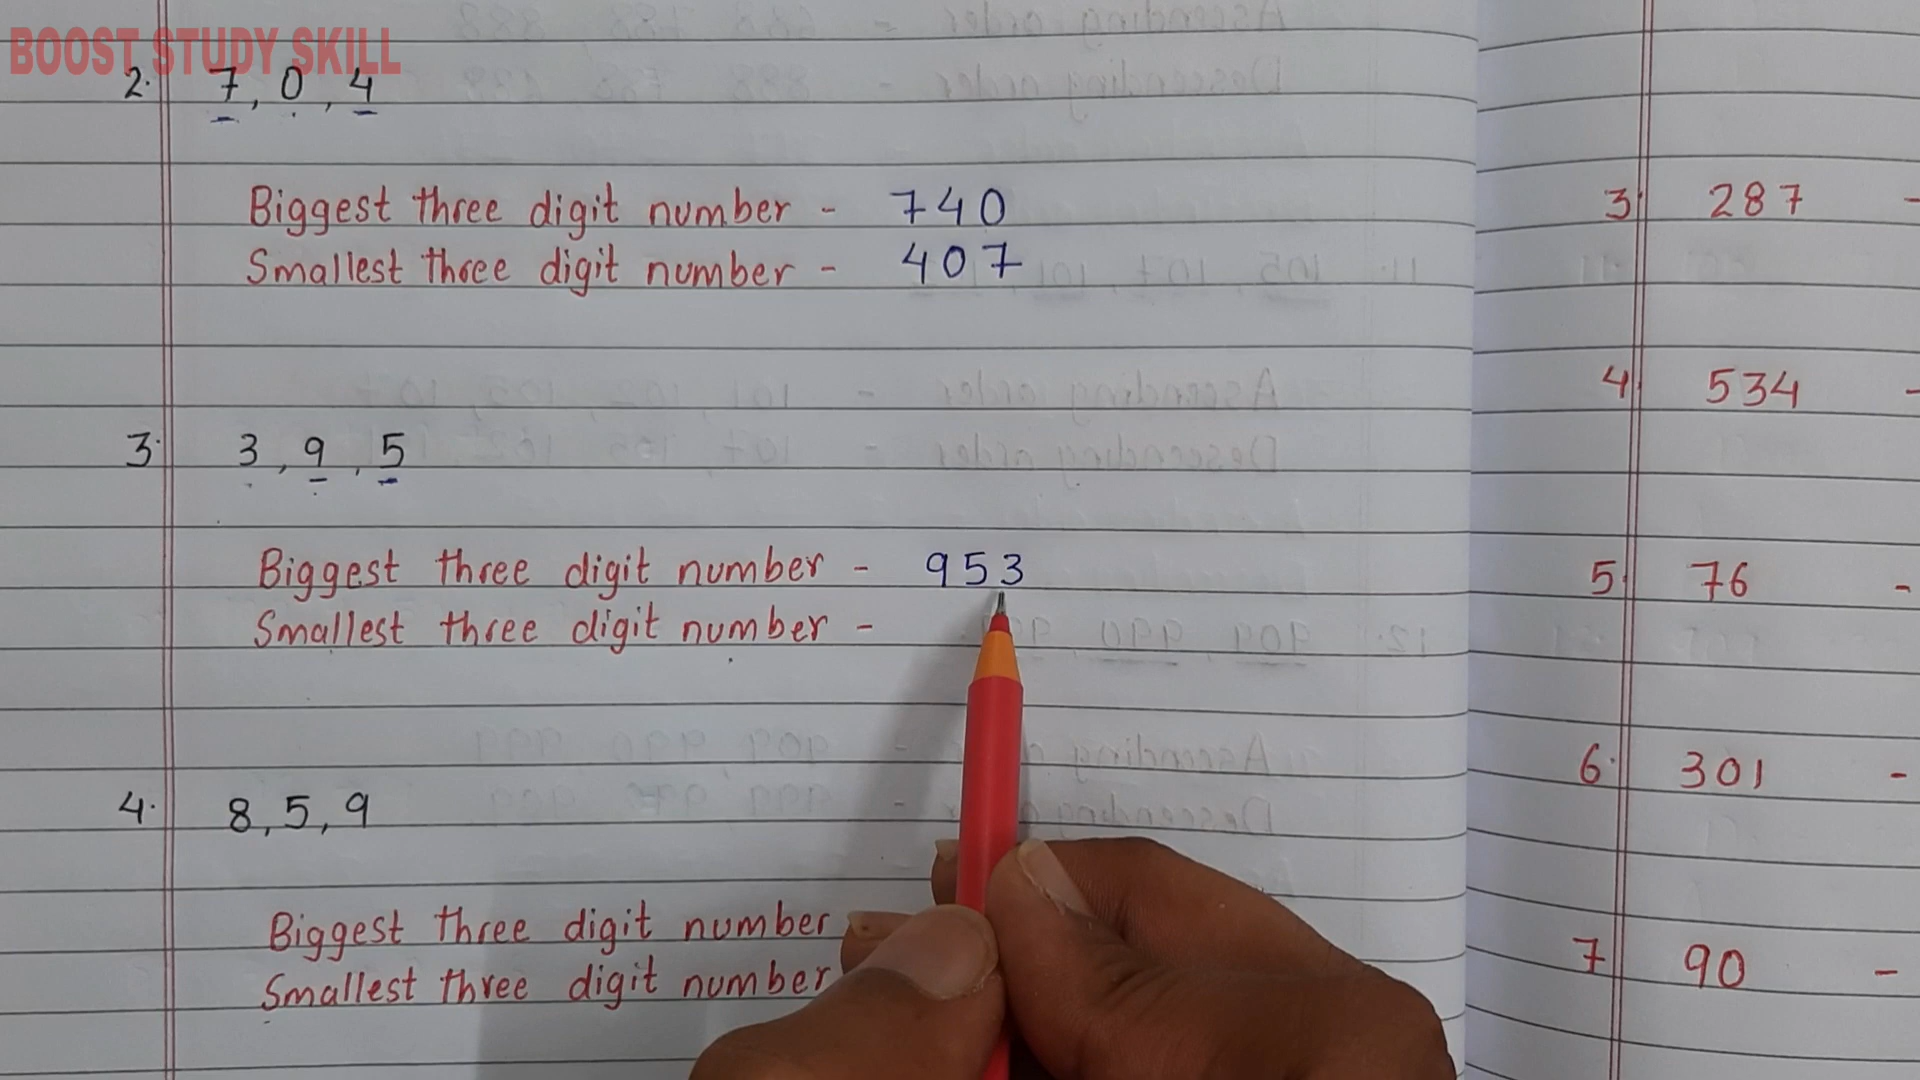 BOOST STUDY SKILL
2. 7, 0, 4
Biggest three digit number - 740
Smallest three digit number - 407
3. 3, 9, 5
Biggest three digit number - 953
Smallest three digit number -
4. 8, 5, 9
Biggest three digit number
Smallest three digit number
3. 287 -
4. 534 -
5. 76 -
6. 301 -
7 90 -